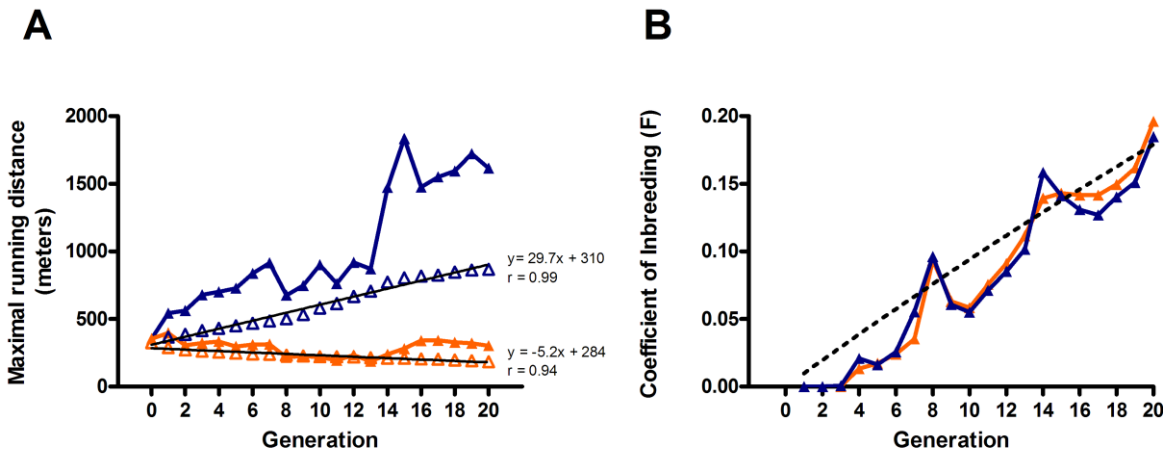 A
B
Maximal running distance
(meters)
2000
1500
1000
500
0
y= 29.7x + 310
r = 0.99
y = -5.2x + 284
r = 0.94
0 2 4 6 8 10 12 14 16 18 20
Generation
Coefficient of Inbreeding (F)
0.20
0.15
0.10
0.05
0.00
0 2 4 6 8 10 12 14 16 18 20
Generation